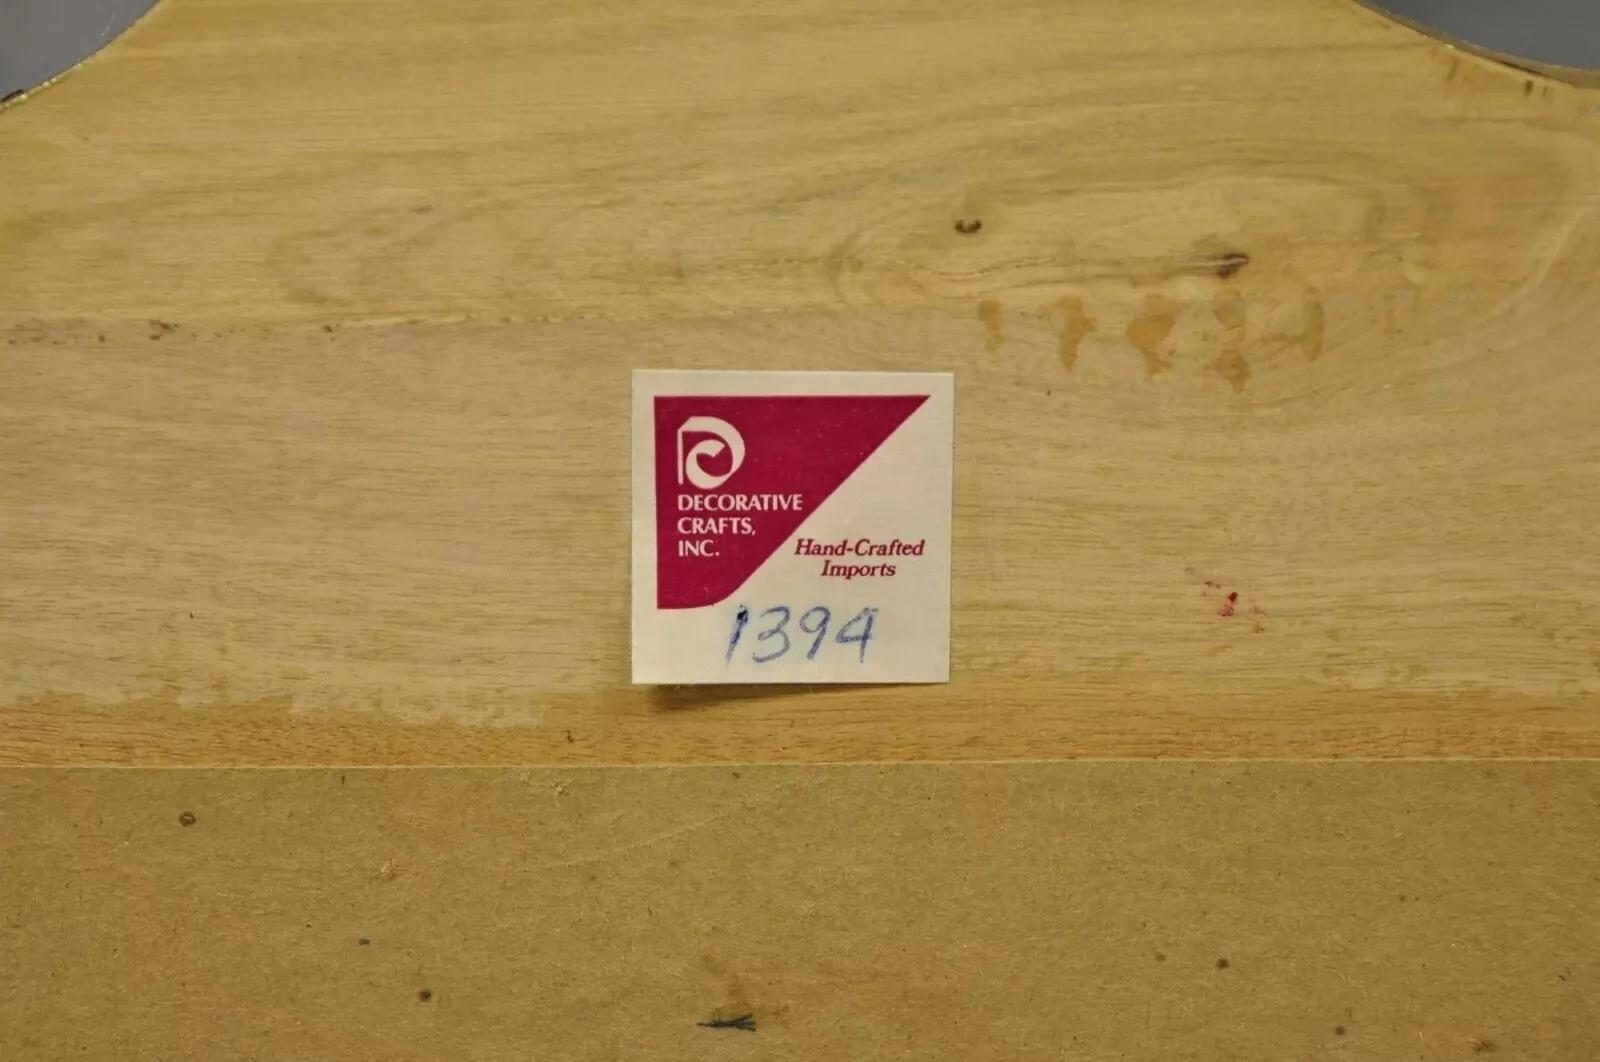 DECORATIVE
CRAFTS,
INC.
Hand-Crafted
Imports
1394